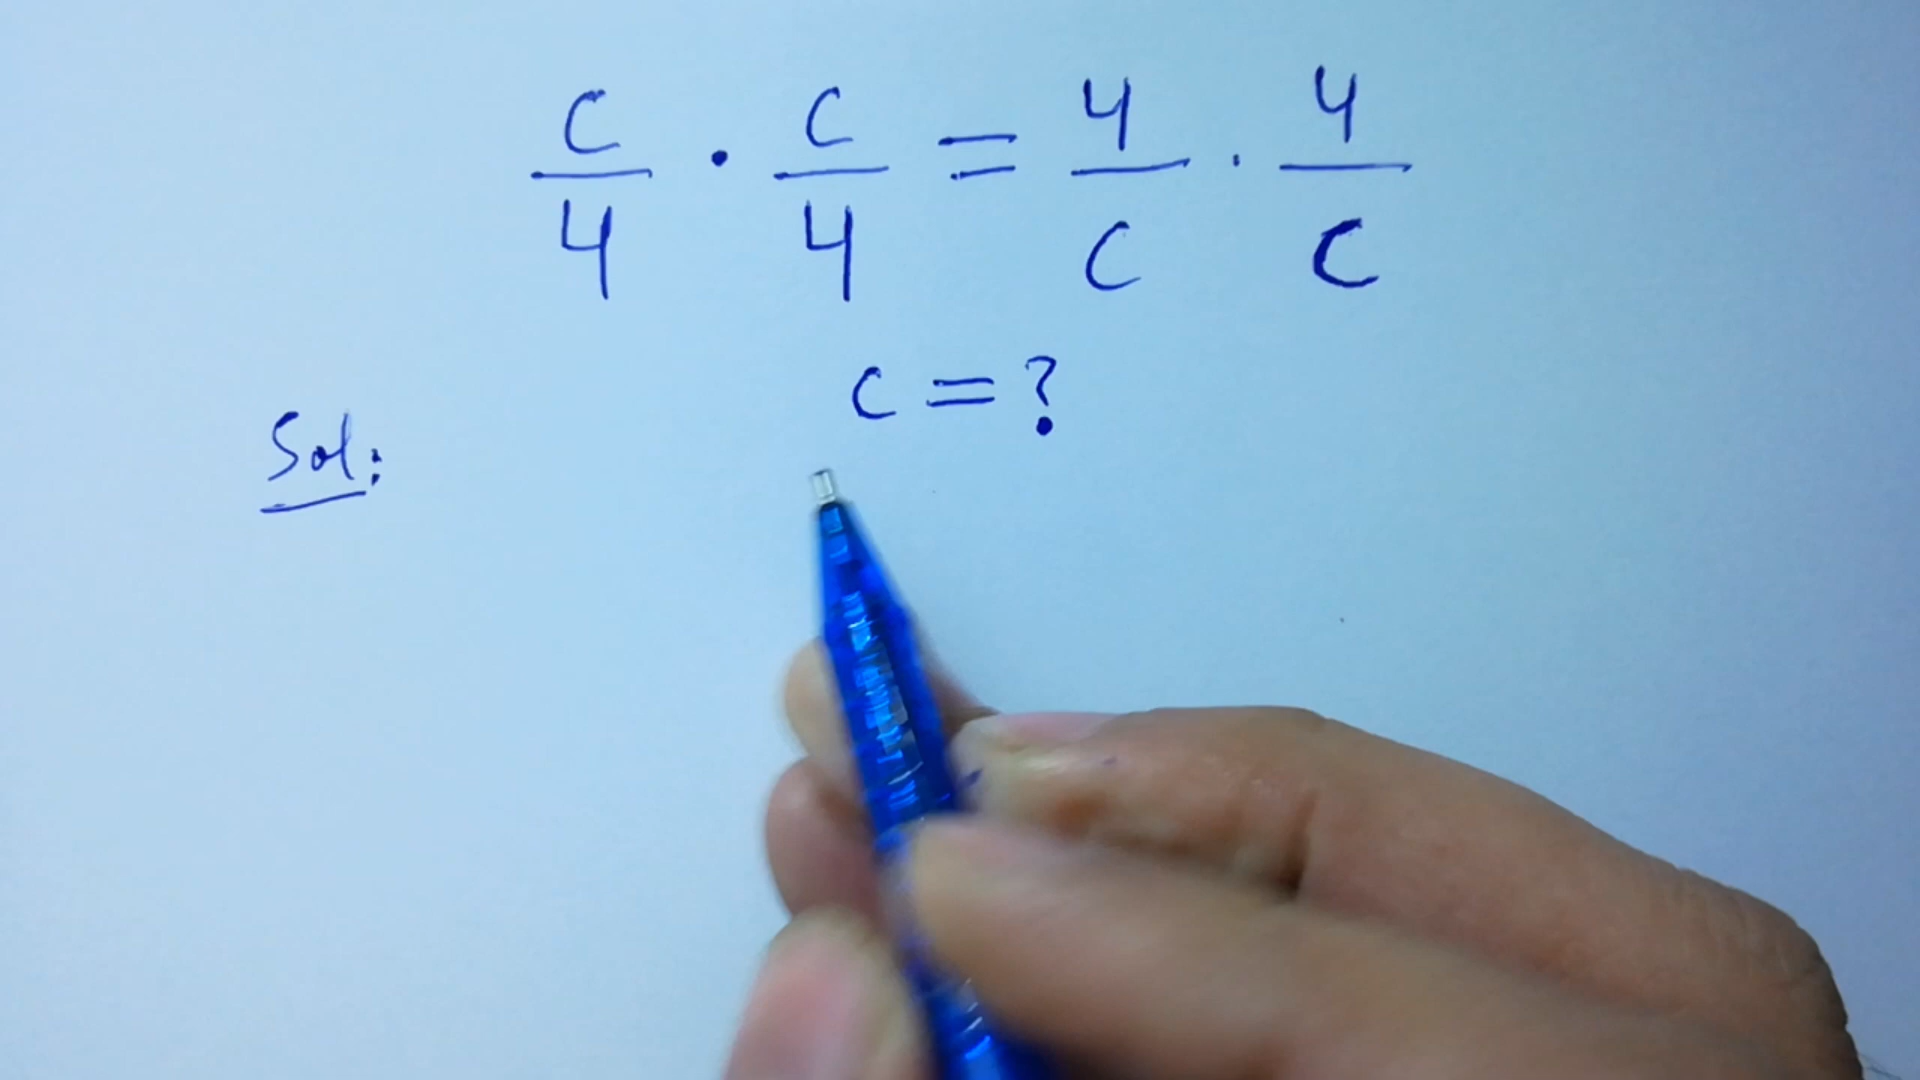 c/4 · c/4 = 4/c · 4/c
c = ?
Sol: